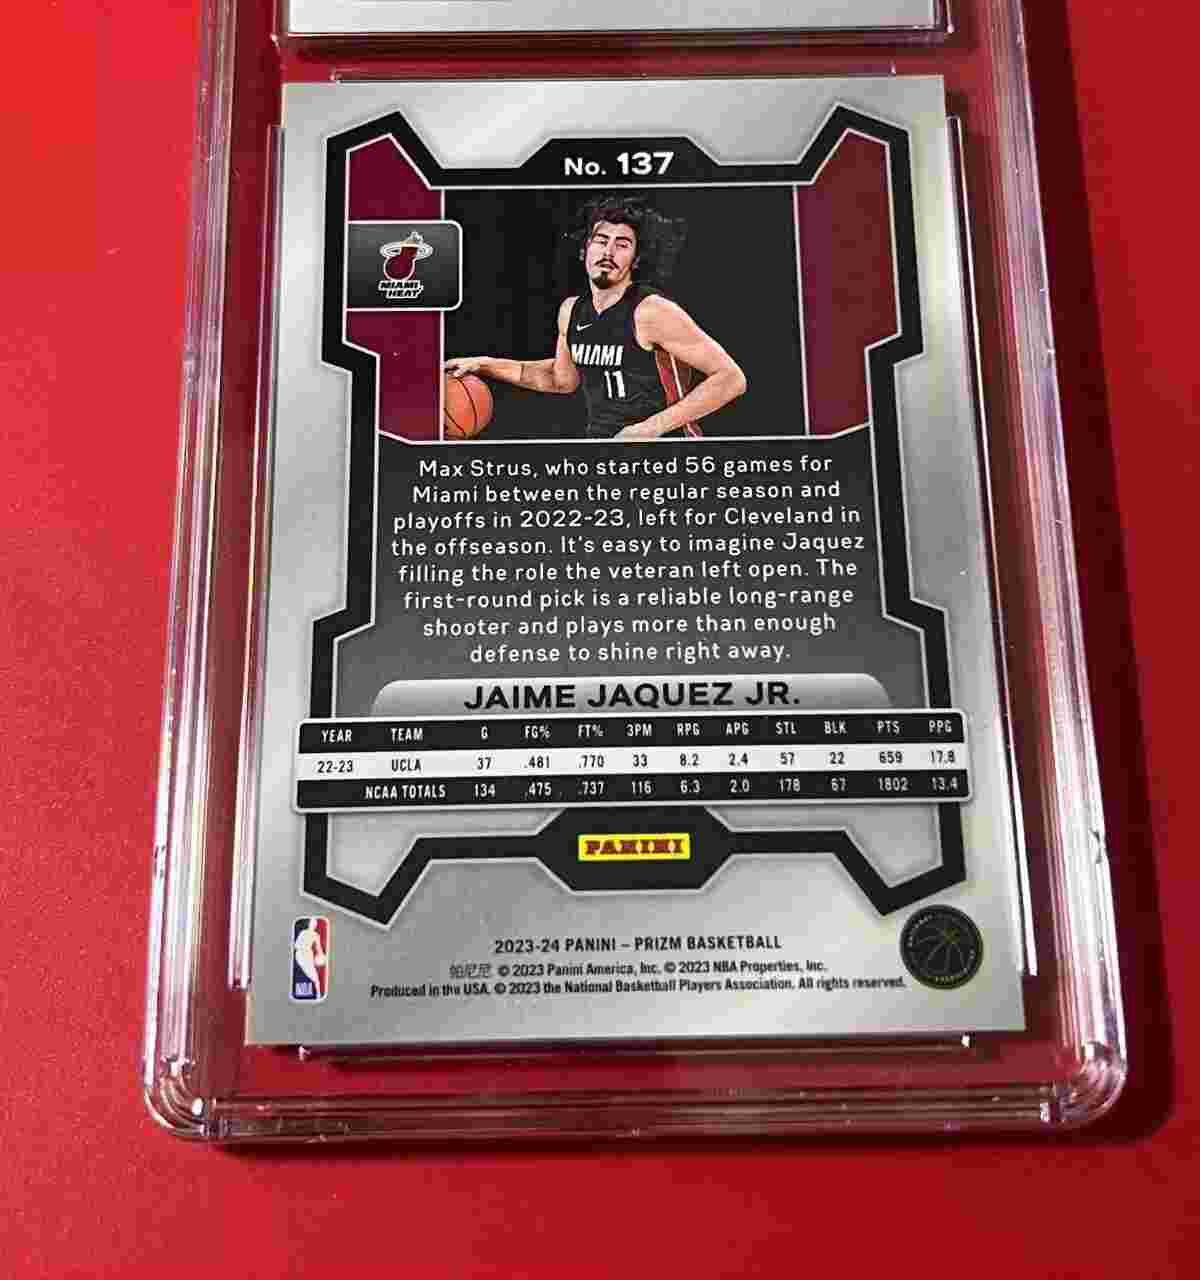 No. 137
MIAMI
HEAT
MIAMI
11
Max Strus, who started 56 games for
Miami between the regular season and
playoffs in 2022-23, left for Cleveland in
the offseason. It's easy to imagine Jaquez
filling the role the veteran left open. The
first-round pick is a reliable long-range
shooter and plays more than enough
defense to shine right away.
JAIME JAQUEZ JR.
YEAR TEAM G FG% FT% 3PM RPG APG STL BLK PTS PPG
22-23 UCLA 37 .481 .770 33 8.2 2.4 57 22 659 17.8
NCAA TOTALS 134 .475 .737 116 6.3 2.0 178 67 1802 13.4
PANINI
2023-24 PANINI – PRIZM BASKETBALL
帕尼尼 © 2023 Panini America, Inc. © 2023 NBA Properties, Inc.
Produced in the USA. © 2023 the National Basketball Players Association. All rights reserved.
NBA